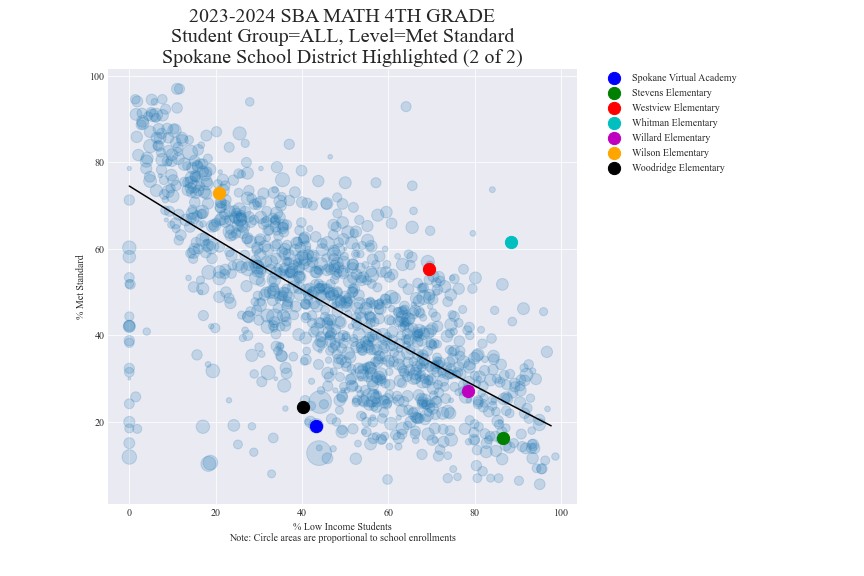 2023-2024 SBA MATH 4TH GRADE
Student Group=ALL, Level=Met Standard
Spokane School District Highlighted (2 of 2)
Spokane Virtual Academy
Stevens Elementary
Westview Elementary
Whitman Elementary
Willard Elementary
Wilson Elementary
Woodridge Elementary
% Met Standard
100
80
60
40
20
0 20 40 60 80 100
% Low Income Students
Note: Circle areas are proportional to school enrollments